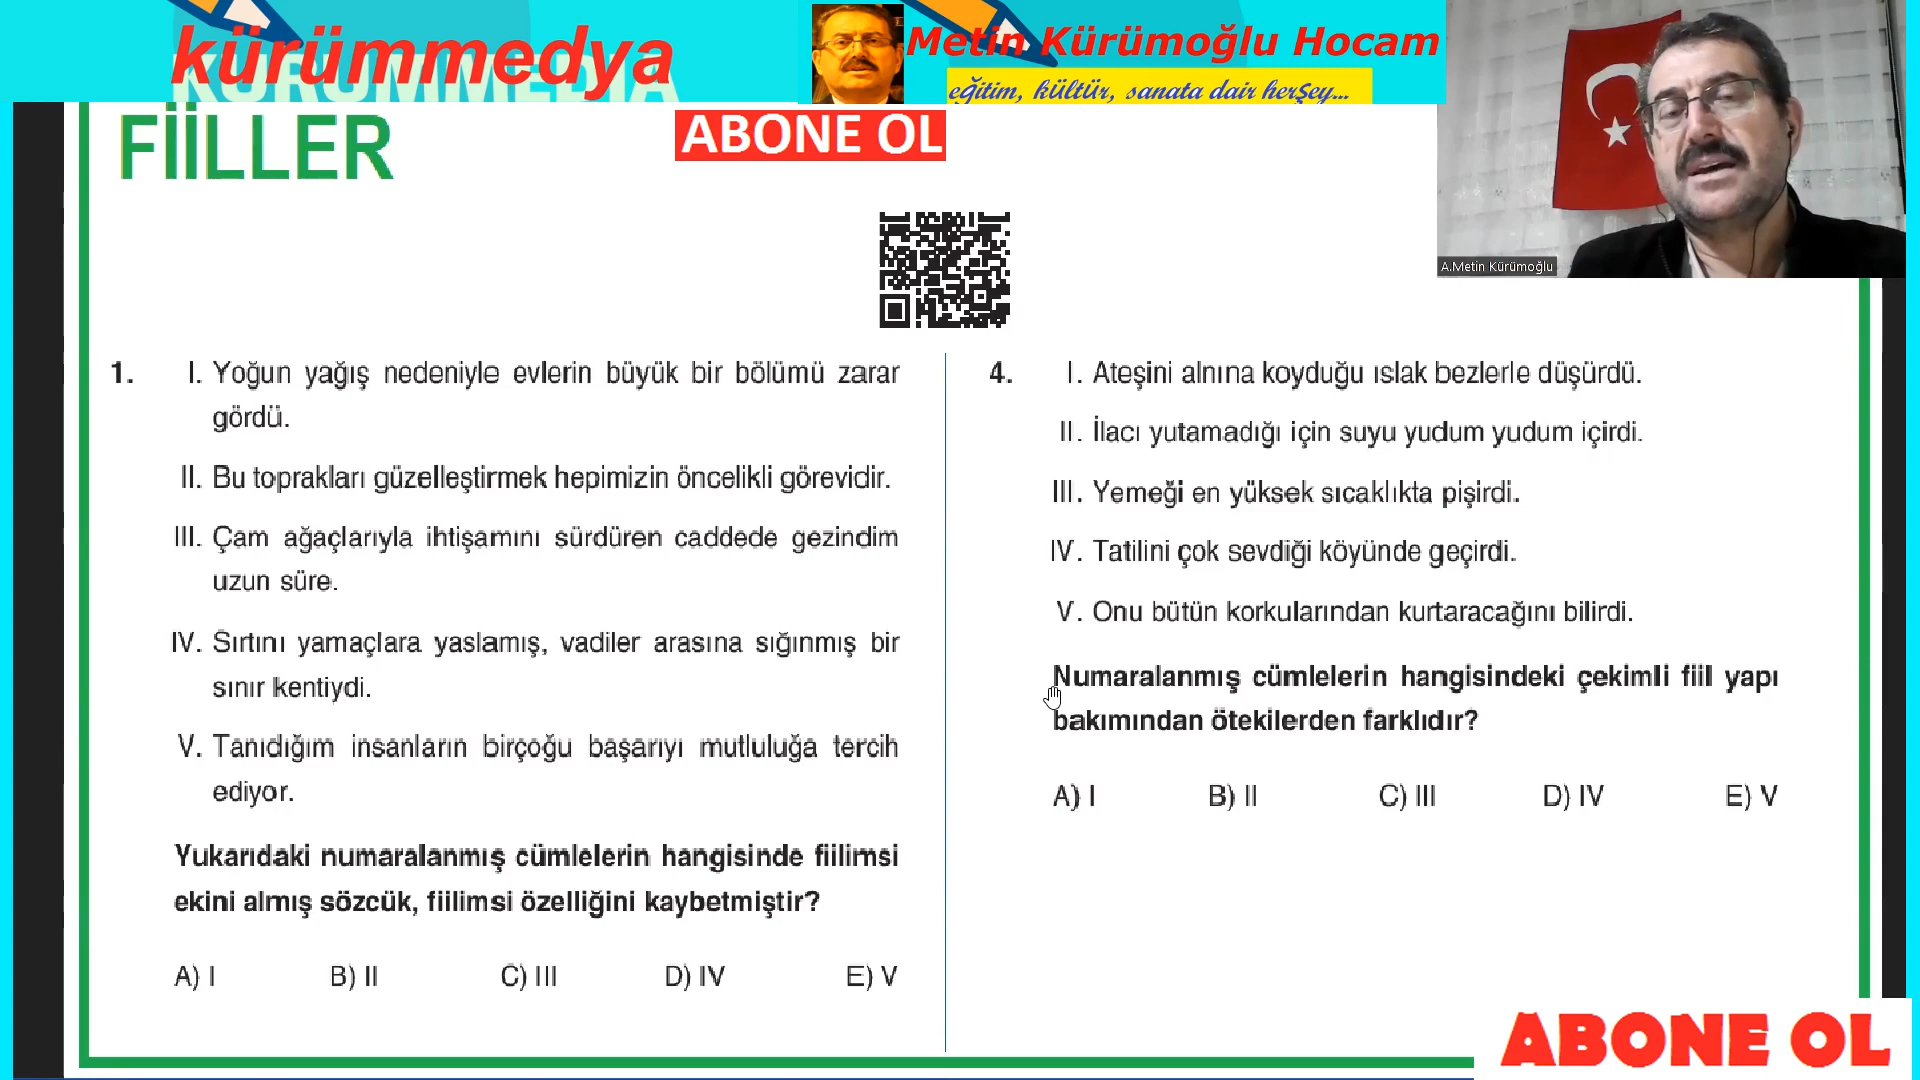 kürümmedya
KURUMMEDIA
Metin Kürümoğlu Hocam
eğitim, kültür, sanata dair herşey...
FİİLLER
ABONE OL
A.Metin Kürümoğlu
1. I. Yoğun yağış nedeniyle evlerin büyük bir bölümü zarar
gördü.
II. Bu toprakları güzelleştirmek hepimizin öncelikli görevidir.
III. Çam ağaçlarıyla ihtişamını sürdüren caddede gezindim
uzun süre.
IV. Sırtını yamaçlara yaslamış, vadiler arasına sığınmış bir
sınır kentiydi.
V. Tanıdığım insanların birçoğu başarıyı mutluluğa tercih
ediyor.
Yukarıdaki numaralanmış cümlelerin hangisinde fiilimsi
ekini almış sözcük, fiilimsi özelliğini kaybetmiştir?
A) I B) II C) III D) IV E) V
4. I. Ateşini alnına koyduğu ıslak bezlerle düşürdü.
II. İlacı yutamadığı için suyu yudum yudum içirdi.
III. Yemeği en yüksek sıcaklıkta pişirdi.
IV. Tatilini çok sevdiği köyünde geçirdi.
V. Onu bütün korkularından kurtaracağını bilirdi.
Numaralanmış cümlelerin hangisindeki çekimli fiil yapı
bakımından ötekilerden farklıdır?
A) I B) II C) III D) IV E) V
ABONE OL